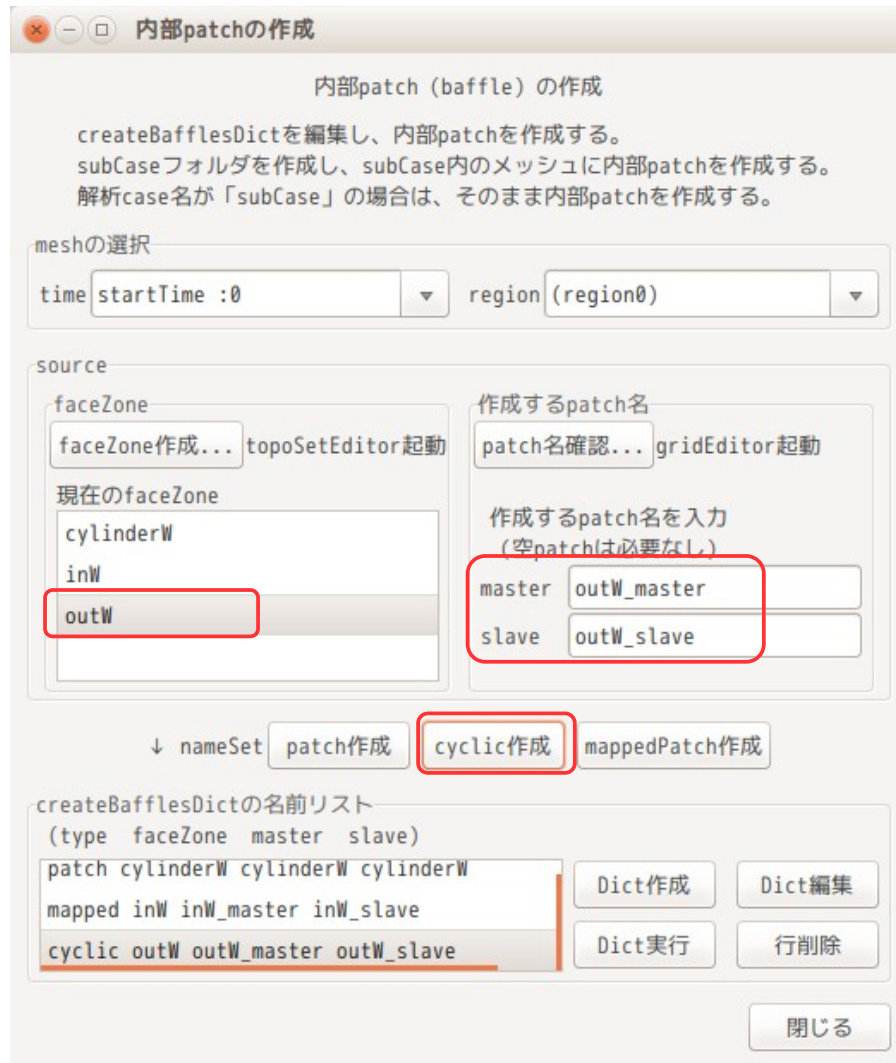 内部patchの作成
内部patch (baffle) の作成
createBafflesDictを編集し、内部patchを作成する。
subCaseフォルダを作成し、subCase内のメッシュに内部patchを作成する。
解析case名が「subCase」の場合は、そのまま内部patchを作成する。
meshの選択
time startTime :0 region (region0)
source
faceZone
faceZone作成... topoSetEditor起動
現在のfaceZone
cylinderW
inW
outW
作成するpatch名
patch名確認... gridEditor起動
作成するpatch名を入力
(空patchは必要なし)
master outW_master
slave outW_slave
↓ nameSet patch作成 cyclic作成 mappedPatch作成
createBafflesDictの名前リスト
(type faceZone master slave)
patch cylinderW cylinderW cylinderW
mapped inW inW_master inW_slave
cyclic outW outW_master outW_slave
Dict作成 Dict編集
Dict実行 行削除
閉じる